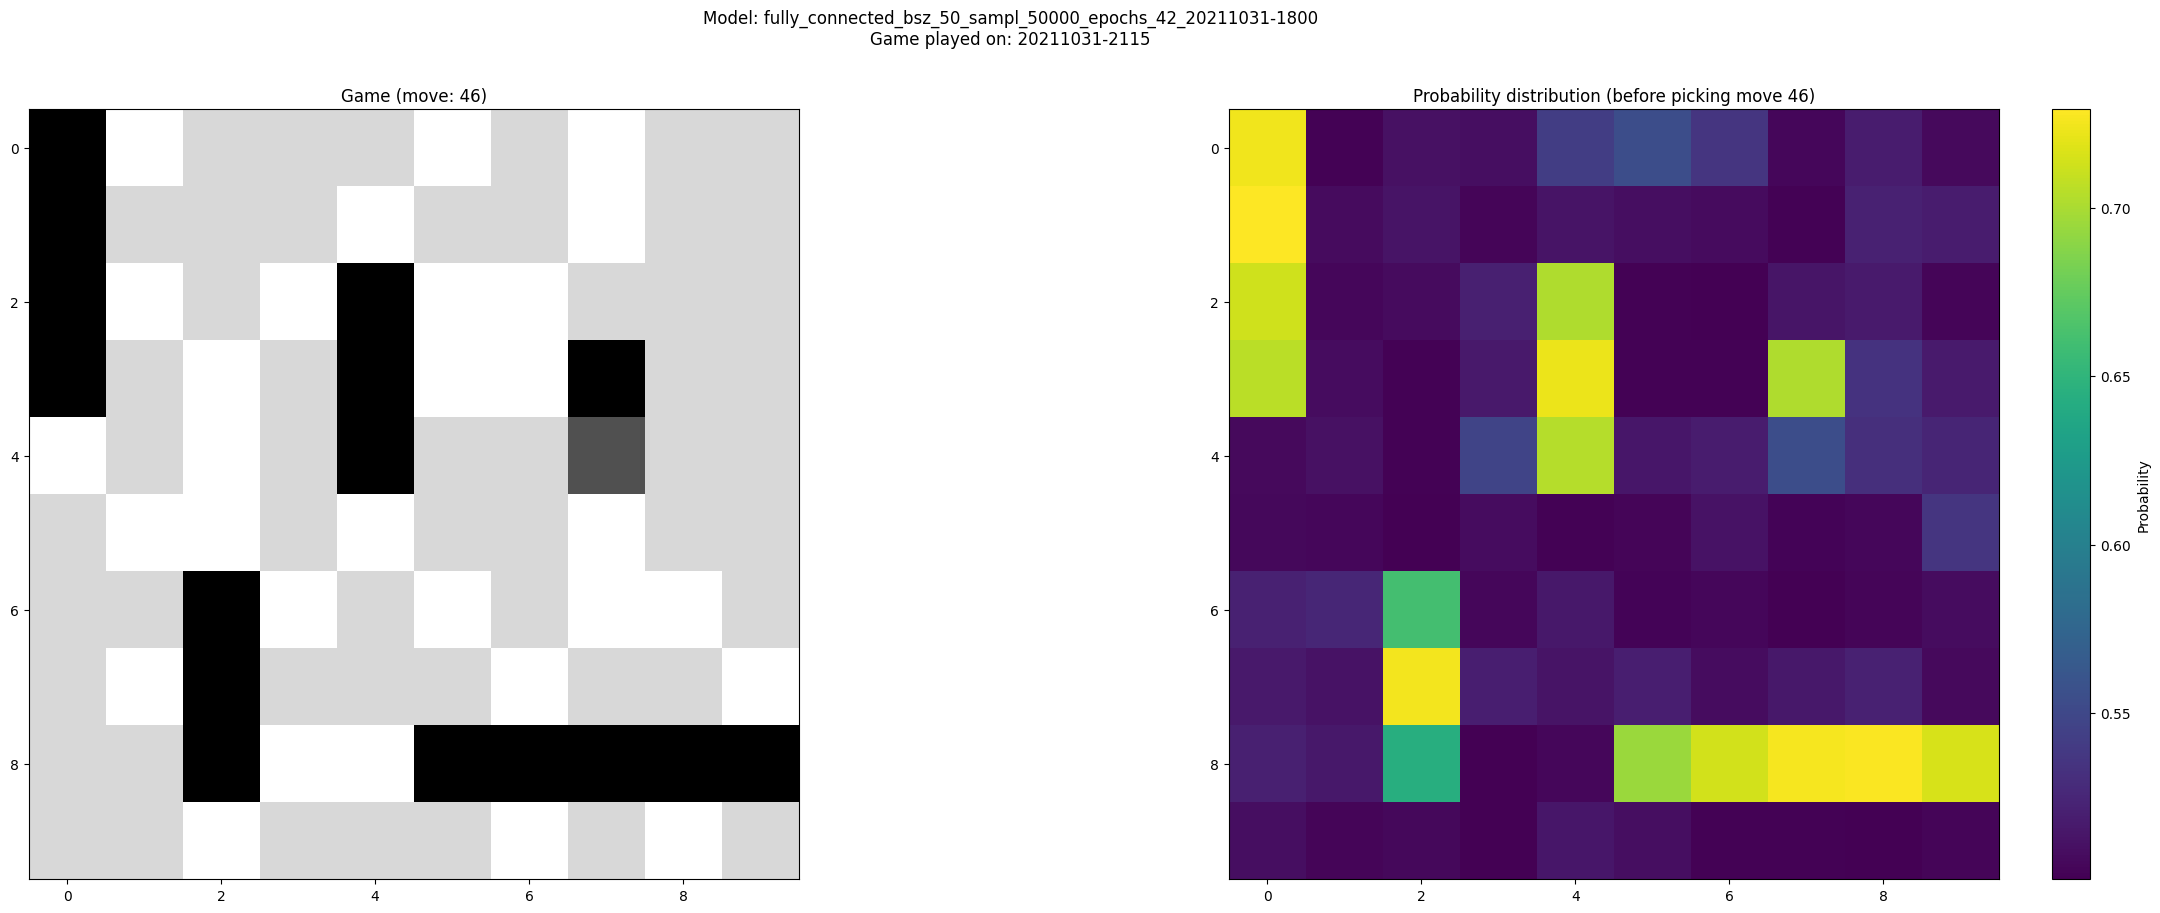 Model: fully_connected_bsz_50_sampl_50000_epochs_42_20211031-1800
Game played on: 20211031-2115
Game (move: 46)
0
2
4
6
8
0 2 4 6 8
Probability distribution (before picking move 46)
0
2
4
6
8
0 2 4 6 8
0.70
0.65
0.60
0.55
Probability